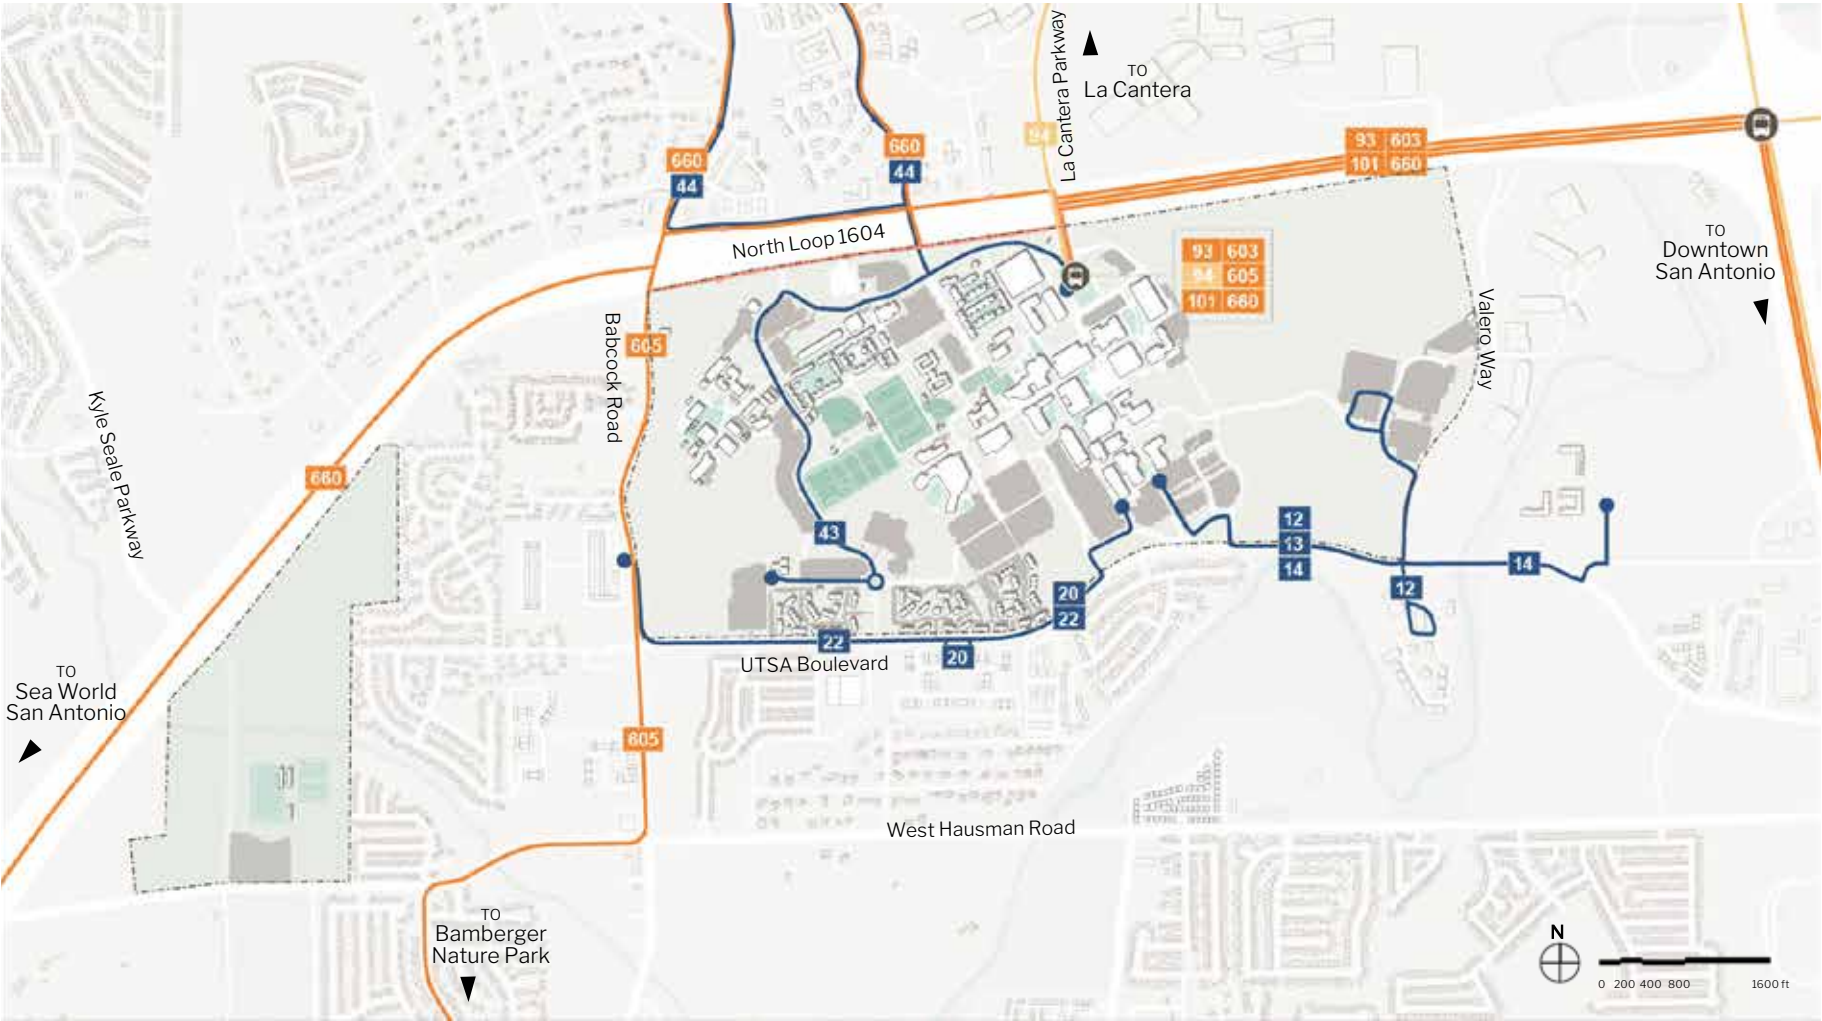 La Cantera Parkway
TO
La Cantera
94
93 603
101 660
660
44
660
44
North Loop 1604
93 603
94 605
101 660
TO
Downtown
San Antonio
Valero Way
Babcock Road
605
Kyle Seale Parkway
660
43
12
13
14
14
12
20
22
22
20
UTSA Boulevard
TO
Sea World
San Antonio
605
West Hausman Road
TO
Bamberger
Nature Park
N
0 200 400 800 1600 ft